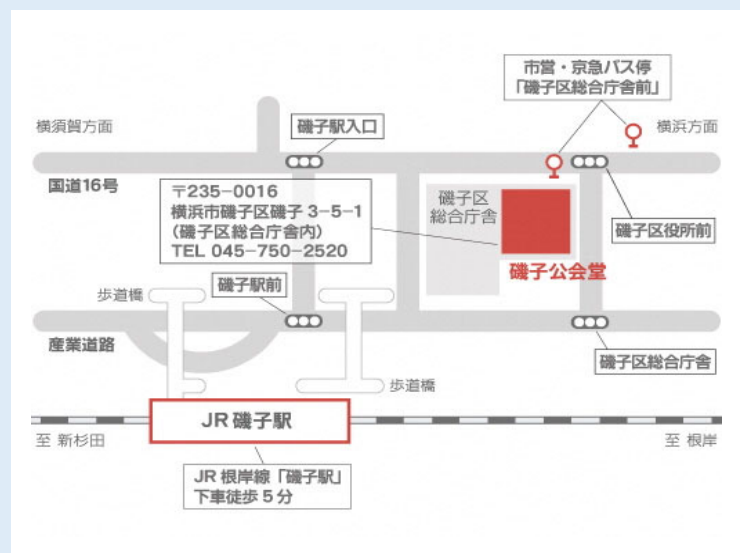 市営・京急バス停
「磯子区総合庁舎前」
横須賀方面
磯子駅入口
横浜方面
国道16号
〒235-0016
横浜市磯子区磯子 3-5-1
(磯子区総合庁舎内)
TEL 045-750-2520
磯子区
総合庁舎
磯子区役所前
磯子公会堂
歩道橋
磯子駅前
産業道路
磯子区総合庁舎
歩道橋
JR 磯子駅
至 新杉田
至 根岸
JR 根岸線「磯子駅」
下車徒歩 5 分